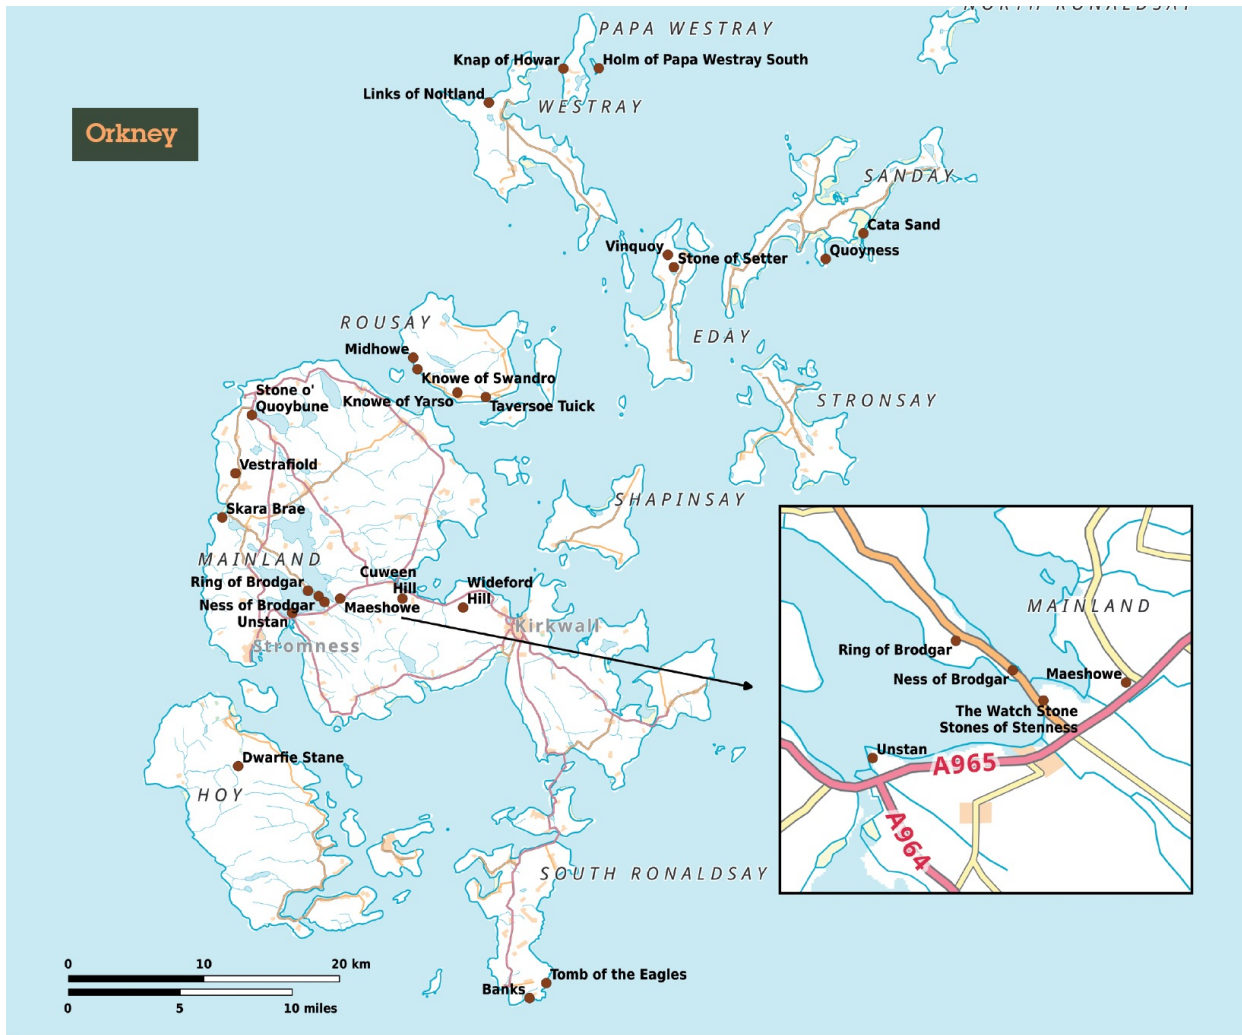 NORTH RONALDSAY
PAPA WESTRAY
Knap of Howar
Holm of Papa Westray South
Links of Noltland
WESTRAY
Orkney
SANDAY
Cata Sand
Vinquoy
Quoyness
Stone of Setter
ROUSAY
EDAY
Midhowe
Knowe of Swandro
Stone o'
Quoybune
Knowe of Yarso
Taversoe Tuick
STRONSAY
Vestrafiold
SHAPINSAY
Skara Brae
MAINLAND
Cuween
Hill
Ring of Brodgar
Wideford
Hill
Ness of Brodgar
Maeshowe
Unstan
Kirkwall
Stromness
MAINLAND
Ring of Brodgar
Ness of Brodgar
Maeshowe
The Watch Stone
Stones of Stenness
Unstan
A965
A964
Dwarfie Stane
HOY
SOUTH RONALDSAY
Tomb of the Eagles
Banks
0 10 20 km
0 5 10 miles